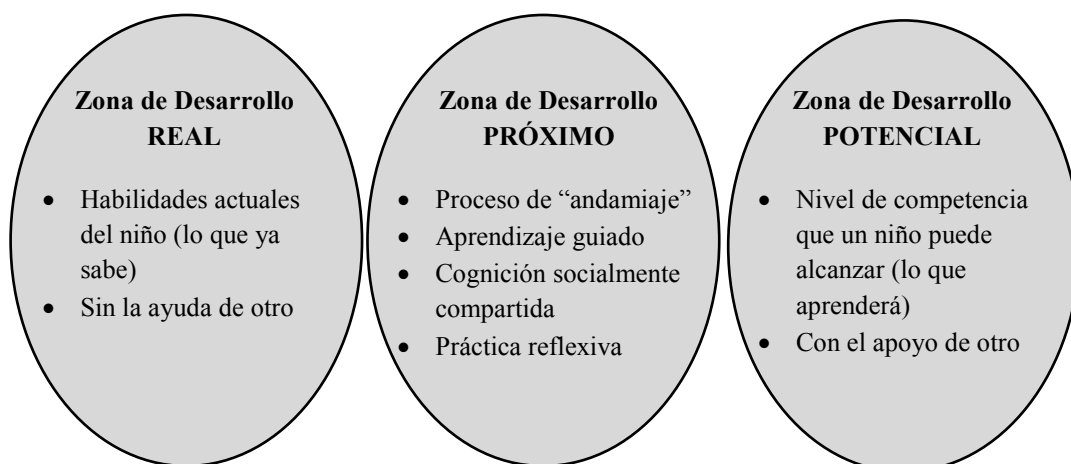 Zona de Desarrollo
REAL
• Habilidades actuales
del niño (lo que ya
sabe)
• Sin la ayuda de otro
Zona de Desarrollo
PRÓXIMO
• Proceso de “andamiaje”
• Aprendizaje guiado
• Cognición socialmente
compartida
• Práctica reflexiva
Zona de Desarrollo
POTENCIAL
• Nivel de competencia
que un niño puede
alcanzar (lo que
aprenderá)
• Con el apoyo de otro